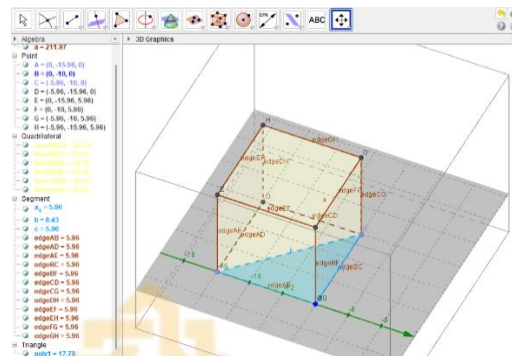 ABC
Algebra
3D Graphics
a = 211.97
Point
A = (0, -15.96, 0)
B = (0, -10, 0)
C = (-5.96, -10, 0)
D = (-5.96, -15.96, 0)
E = (0, -15.96, 5.96)
F = (0, -10, 5.96)
G = (-5.96, -10, 5.96)
H = (-5.96, -15.96, 5.96)
Quadrilateral
Segment
b = 8.43
c = 5.96
edgeAB = 5.96
edgeAD = 5.96
edgeAE = 5.96
edgeBC = 5.96
edgeBF = 5.96
edgeCD = 5.96
edgeCG = 5.96
edgeDH = 5.96
edgeEF = 5.96
edgeEH = 5.96
edgeFG = 5.96
edgeGH = 5.96
Triangle
poly1 = 17.78
H
edgeGH
edgeDH
edgeCG
edgeEF
edgeCD
edgeAD
edgeBF
edgeBC
-14